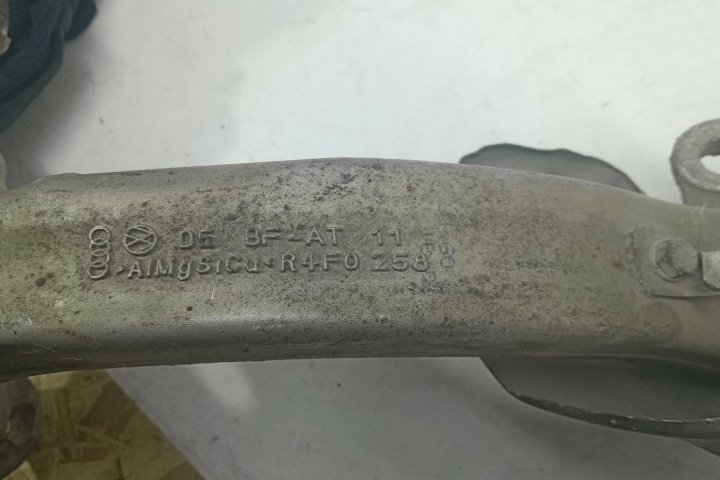 DE BF-AT 11
>AlMgSiCu< R4F0 258